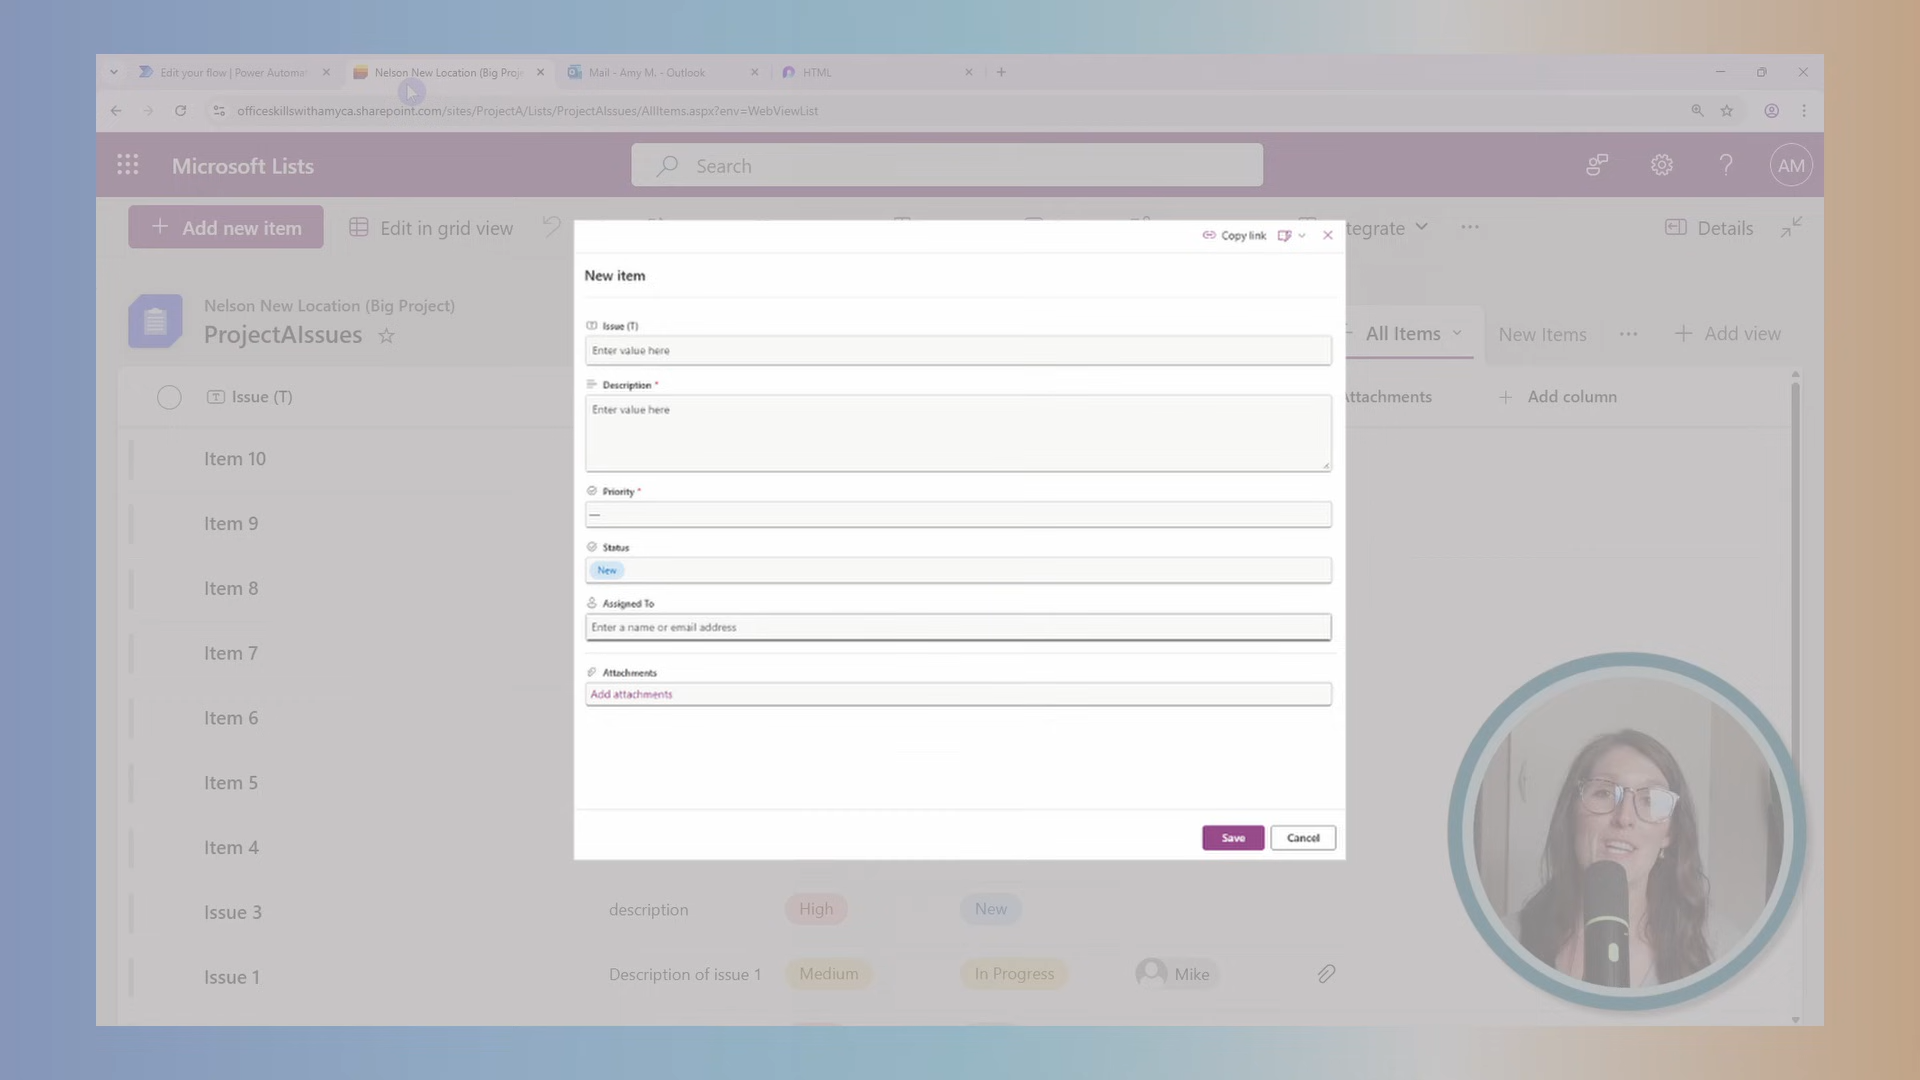 Edit your flow | Power Automat
Nelson New Location (Big Proje
Mail - Amy M. - Outlook
HTML
officeskillswithamyca.sharepoint.com/sites/ProjectA/Lists/ProjectAIssues/AllItems.aspx?env=WebViewList
Microsoft Lists
Search
AM
Add new item
Edit in grid view
tegrate
Details
Nelson New Location (Big Project)
ProjectAIssues
All Items
New Items
Add view
Issue (T)
Attachments
Add column
Item 10
Item 9
Item 8
Item 7
Item 6
Item 5
Item 4
Issue 3
description
High
New
Issue 1
Description of issue 1
Medium
In Progress
Mike
Copy link
New item
Issue (T)
Enter value here
Description *
Enter value here
Priority *
—
Status
New
Assigned To
Enter a name or email address
Attachments
Add attachments
Save
Cancel